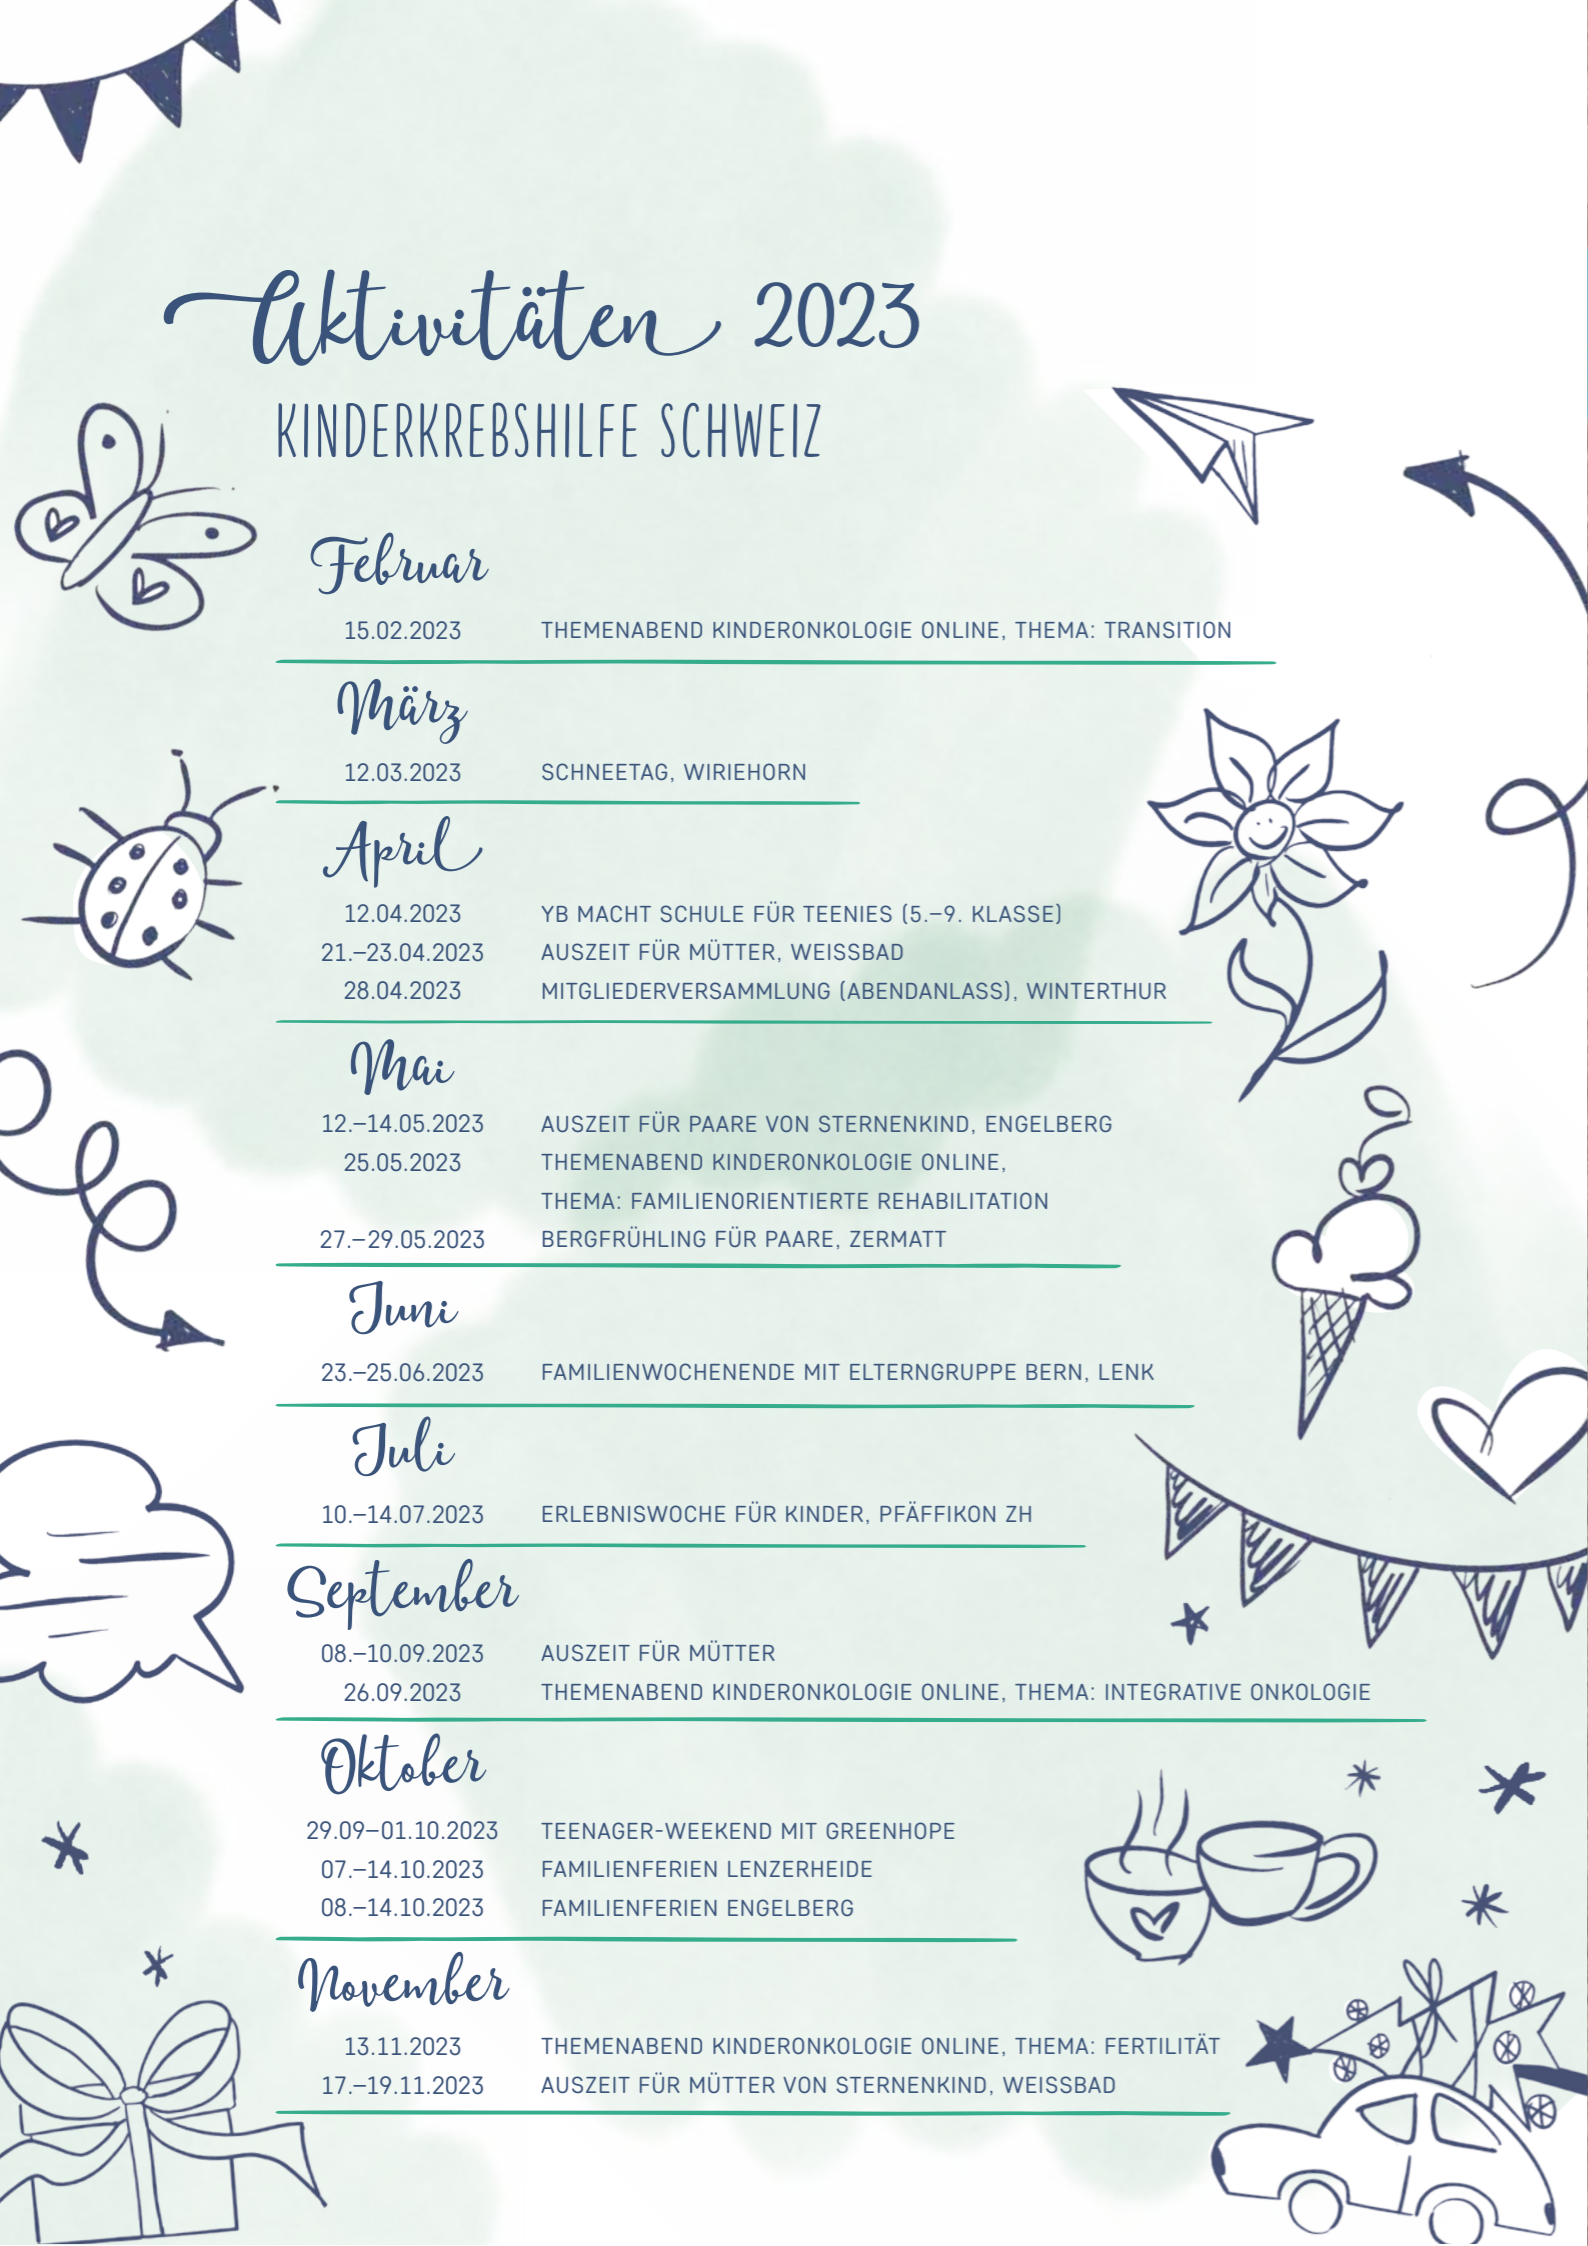 Aktivitäten 2023
KINDERKREBSHILFE SCHWEIZ
Februar
15.02.2023 THEMENABEND KINDERONKOLOGIE ONLINE, THEMA: TRANSITION
März
12.03.2023 SCHNEETAG, WIRIEHORN
April
12.04.2023 YB MACHT SCHULE FÜR TEENIES (5.–9. KLASSE)
21.–23.04.2023 AUSZEIT FÜR MÜTTER, WEISSBAD
28.04.2023 MITGLIEDERVERSAMMLUNG (ABENDANLASS), WINTERTHUR
Mai
12.–14.05.2023 AUSZEIT FÜR PAARE VON STERNENKIND, ENGELBERG
25.05.2023 THEMENABEND KINDERONKOLOGIE ONLINE,
THEMA: FAMILIENORIENTIERTE REHABILITATION
27.–29.05.2023 BERGFRÜHLING FÜR PAARE, ZERMATT
Juni
23.–25.06.2023 FAMILIENWOCHENENDE MIT ELTERNGRUPPE BERN, LENK
Juli
10.–14.07.2023 ERLEBNISWOCHE FÜR KINDER, PFÄFFIKON ZH
September
08.–10.09.2023 AUSZEIT FÜR MÜTTER
26.09.2023 THEMENABEND KINDERONKOLOGIE ONLINE, THEMA: INTEGRATIVE ONKOLOGIE
Oktober
29.09–01.10.2023 TEENAGER-WEEKEND MIT GREENHOPE
07.–14.10.2023 FAMILIENFERIEN LENZERHEIDE
08.–14.10.2023 FAMILIENFERIEN ENGELBERG
November
13.11.2023 THEMENABEND KINDERONKOLOGIE ONLINE, THEMA: FERTILITÄT
17.–19.11.2023 AUSZEIT FÜR MÜTTER VON STERNENKIND, WEISSBAD